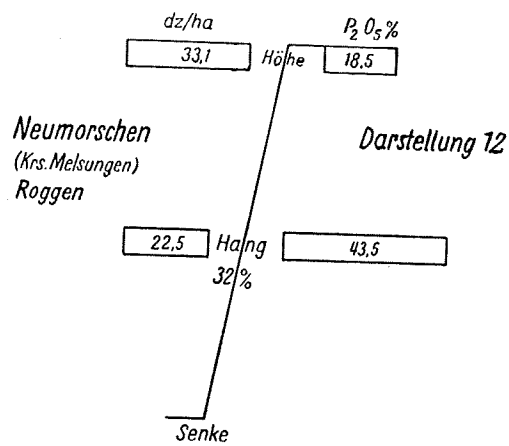 dz/ha P₂O₅%
33,1 Höhe 18.5
Neumorschen
(Krs. Melsungen)
Roggen
Darstellung 12
22,5 Hang 43,5
32%
Senke